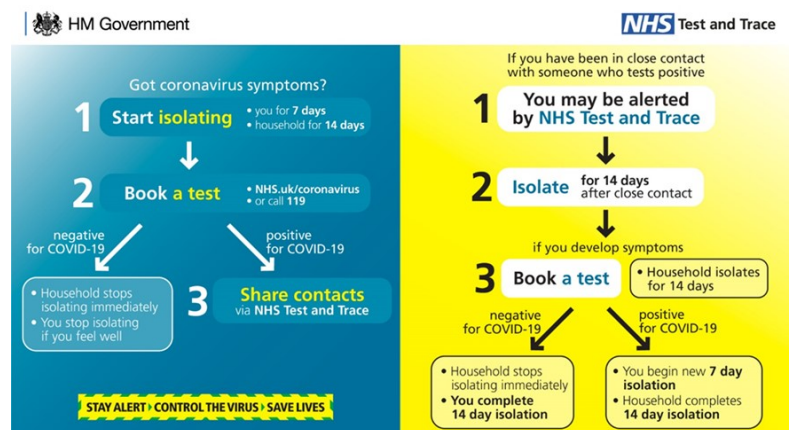 HM Government
NHS Test and Trace
Got coronavirus symptoms?
1 Start isolating
• you for 7 days
• household for 14 days
2 Book a test
• NHS.uk/coronavirus
• or call 119
negative
for COVID-19
positive
for COVID-19
• Household stops
isolating immediately
• You stop isolating
if you feel well
3 Share contacts
via NHS Test and Trace
STAY ALERT CONTROL THE VIRUS SAVE LIVES
If you have been in close contact
with someone who tests positive
1 You may be alerted
by NHS Test and Trace
2 Isolate
for 14 days
after close contact
if you develop symptoms
3 Book a test
• Household isolates
for 14 days
negative
for COVID-19
positive
for COVID-19
• Household stops
isolating immediately
• You complete
14 day isolation
• You begin new 7 day
isolation
• Household completes
14 day isolation